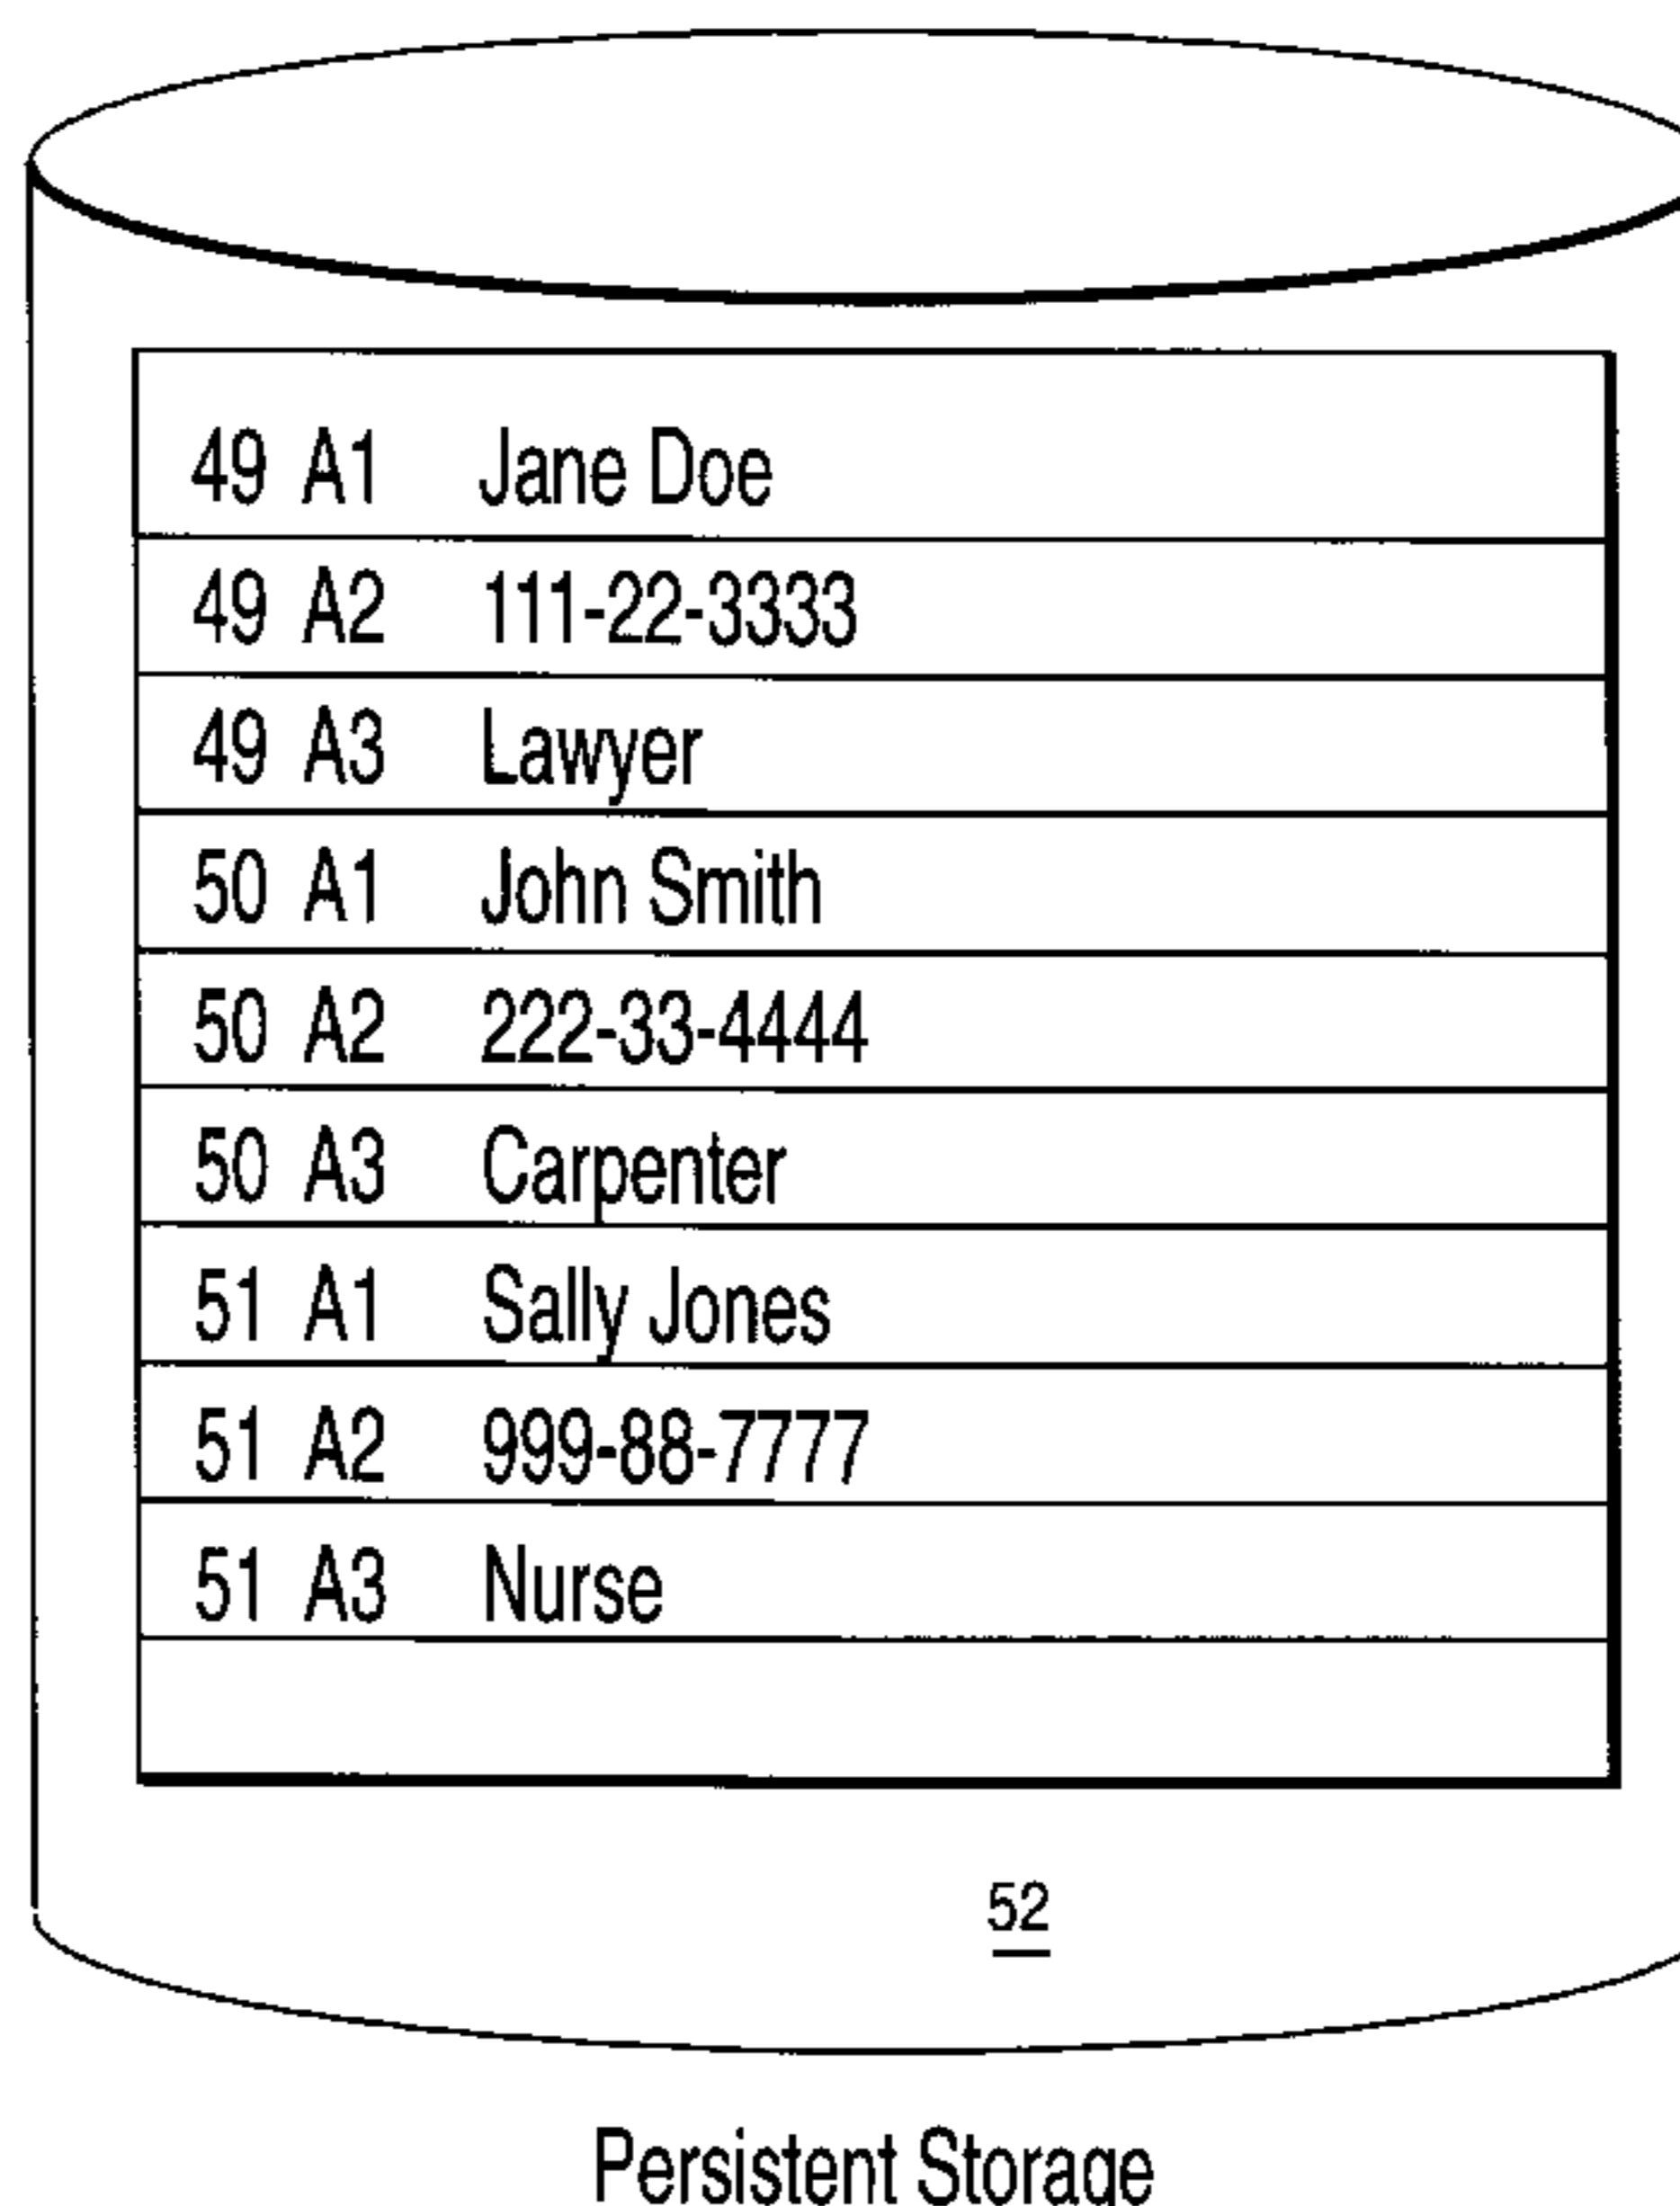 49 A1 Jane Doe
49 A2 111-22-3333
49 A3 Lawyer
50 A1 John Smith
50 A2 222-33-4444
50 A3 Carpenter
51 A1 Sally Jones
51 A2 999-88-7777
51 A3 Nurse
52
Persistent Storage